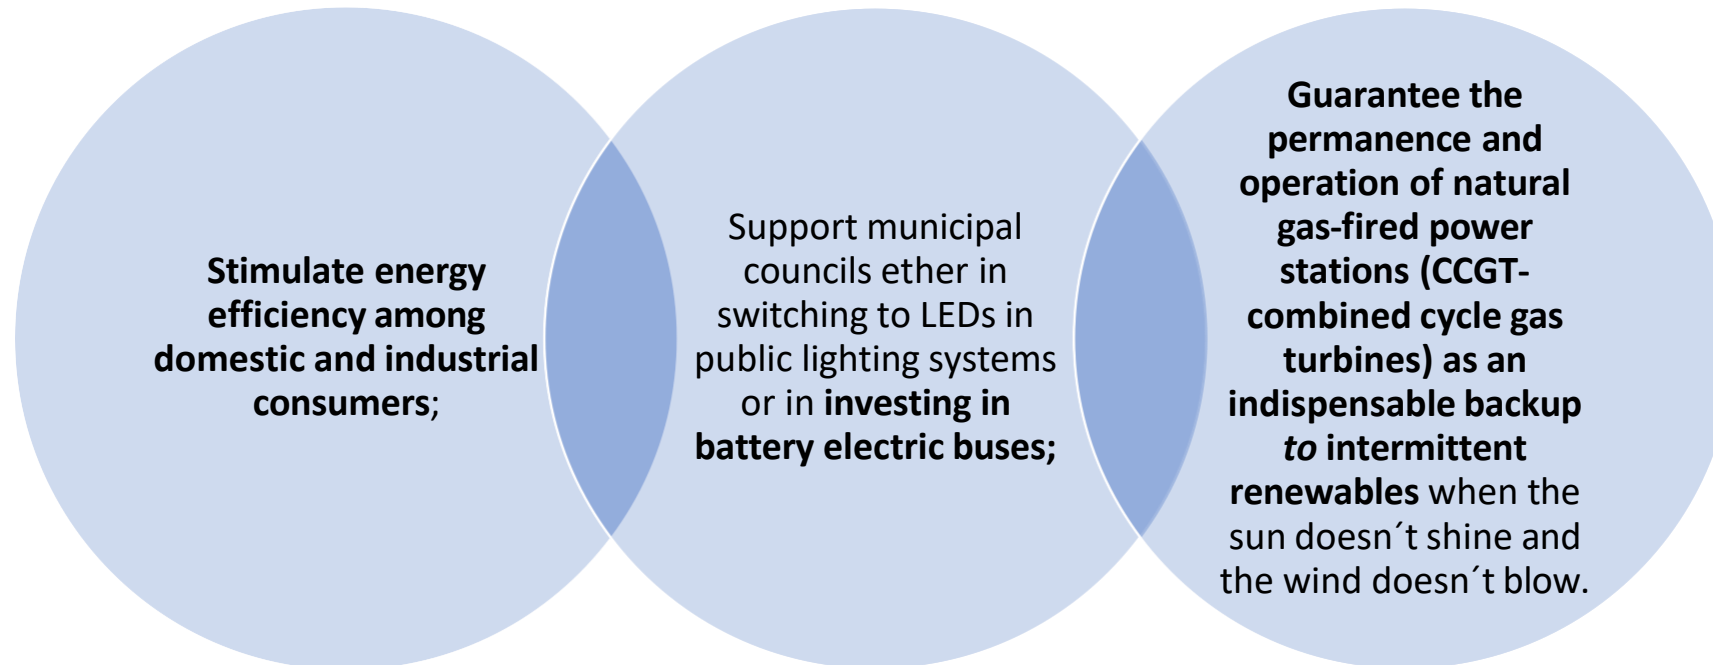 Stimulate energy
efficiency among
domestic and industrial
consumers;
Support municipal
councils ether in
switching to LEDs in
public lighting systems
or in investing in
battery electric buses;
Guarantee the
permanence and
operation of natural
gas-fired power
stations (CCGT-
combined cycle gas
turbines) as an
indispensable backup
to intermittent
renewables when the
sun doesn´t shine and
the wind doesn´t blow.